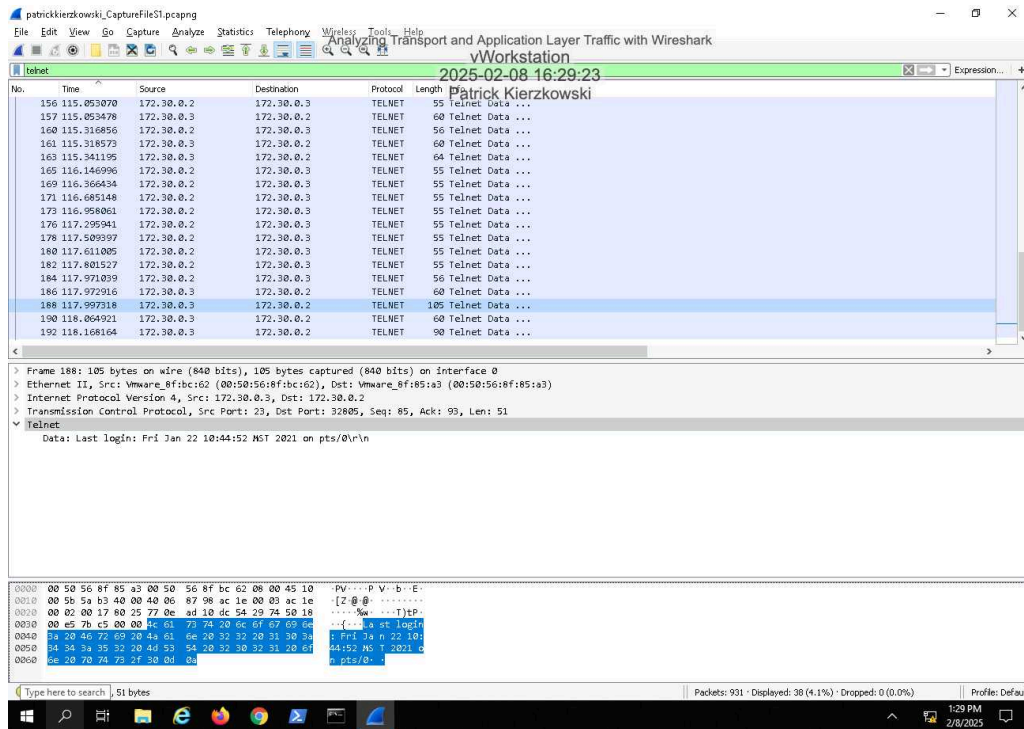 patrickkierzkowski_CaptureFileS1.pcapng
File Edit View Go Capture Analyze Statistics Telephony Wireless Tools Help
Analyzing Transport and Application Layer Traffic with Wireshark
vWorkstation
telnet
Expression... +
2025-02-08 16:29:23
Patrick Kierzkowski
No. Time Source Destination Protocol Length Info
156 115.053070 172.30.0.2 172.30.0.3 TELNET 55 Telnet Data ...
157 115.053478 172.30.0.3 172.30.0.2 TELNET 60 Telnet Data ...
160 115.316856 172.30.0.2 172.30.0.3 TELNET 56 Telnet Data ...
161 115.318573 172.30.0.3 172.30.0.2 TELNET 60 Telnet Data ...
163 115.341195 172.30.0.3 172.30.0.2 TELNET 64 Telnet Data ...
165 116.146996 172.30.0.2 172.30.0.3 TELNET 55 Telnet Data ...
169 116.366434 172.30.0.2 172.30.0.3 TELNET 55 Telnet Data ...
171 116.685148 172.30.0.2 172.30.0.3 TELNET 55 Telnet Data ...
173 116.958061 172.30.0.2 172.30.0.3 TELNET 55 Telnet Data ...
176 117.295941 172.30.0.2 172.30.0.3 TELNET 55 Telnet Data ...
178 117.509397 172.30.0.2 172.30.0.3 TELNET 55 Telnet Data ...
180 117.611005 172.30.0.2 172.30.0.3 TELNET 55 Telnet Data ...
182 117.801527 172.30.0.2 172.30.0.3 TELNET 55 Telnet Data ...
184 117.971039 172.30.0.2 172.30.0.3 TELNET 56 Telnet Data ...
186 117.972916 172.30.0.3 172.30.0.2 TELNET 60 Telnet Data ...
188 117.997318 172.30.0.3 172.30.0.2 TELNET 105 Telnet Data ...
190 118.064921 172.30.0.3 172.30.0.2 TELNET 60 Telnet Data ...
192 118.168164 172.30.0.3 172.30.0.2 TELNET 90 Telnet Data ...
> Frame 188: 105 bytes on wire (840 bits), 105 bytes captured (840 bits) on interface 0
> Ethernet II, Src: Vmware_8f:bc:62 (00:50:56:8f:bc:62), Dst: Vmware_8f:85:a3 (00:50:56:8f:85:a3)
> Internet Protocol Version 4, Src: 172.30.0.3, Dst: 172.30.0.2
> Transmission Control Protocol, Src Port: 23, Dst Port: 32805, Seq: 85, Ack: 93, Len: 51
Telnet
Data: Last login: Fri Jan 22 10:44:52 MST 2021 on pts/0\r\n
0000 00 50 56 8f 85 a3 00 50 56 8f bc 62 08 00 45 10 ·PV····P V··b··E·
0010 00 5b 5a b3 40 00 40 06 87 98 ac 1e 00 03 ac 1e ·[Z·@·@· ········
0020 00 02 00 17 80 25 77 0e ad 10 dc 54 29 74 50 18 ·····%w· ···T)tP·
0030 00 e5 7b c5 00 00 4c 61 73 74 20 6c 6f 67 69 6e ··{···La st login
0040 3a 20 46 72 69 20 4a 61 6e 20 32 32 20 31 30 3a : Fri Ja n 22 10:
0050 34 34 3a 35 32 20 4d 53 54 20 32 30 32 31 20 6f 44:52 MS T 2021 o
0060 6e 20 70 74 73 2f 30 0d 0a n pts/0· ·
Type here to search , 51 bytes Packets: 931 · Displayed: 38 (4.1%) · Dropped: 0 (0.0%) Profile: Defau
1:29 PM
2/8/2025